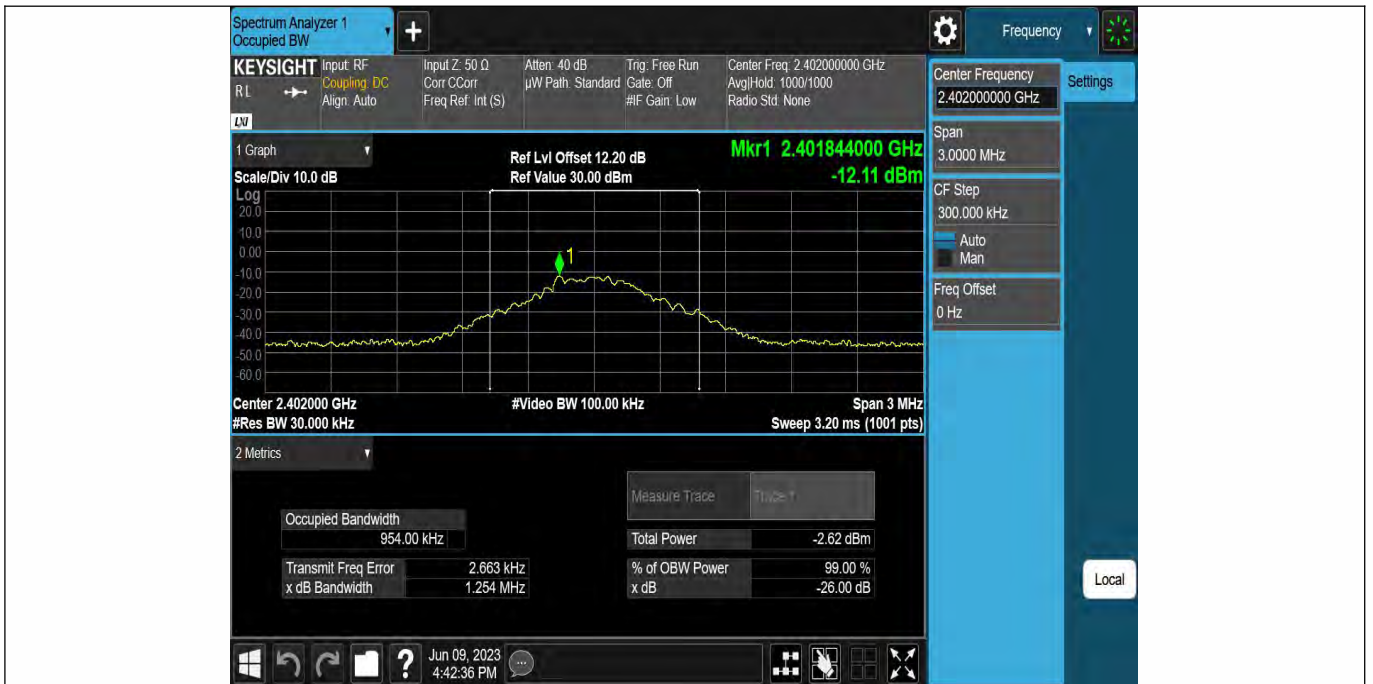 Spectrum Analyzer 1
Occupied BW
+
Frequency
KEYSIGHT
Input: RF
Input Z: 50 Ω
Atten: 40 dB
Trig: Free Run
Center Freq: 2.402000000 GHz
R L
Coupling: DC
Corr CCorr
µW Path: Standard
Gate: Off
Avg|Hold: 1000/1000
Align: Auto
Freq Ref: Int (S)
#IF Gain: Low
Radio Std: None
LXI
Center Frequency
2.402000000 GHz
Settings
Span
3.0000 MHz
CF Step
300.000 kHz
Auto
Man
Freq Offset
0 Hz
1 Graph
Ref Lvl Offset 12.20 dB
Mkr1 2.401844000 GHz
Scale/Div 10.0 dB
Ref Value 30.00 dBm
-12.11 dBm
Log
20.0
10.0
0.00
-10.0
-20.0
-30.0
-40.0
-50.0
-60.0
1
Center 2.402000 GHz
#Video BW 100.00 kHz
Span 3 MHz
#Res BW 30.000 kHz
Sweep 3.20 ms (1001 pts)
2 Metrics
Measure Trace
Trace 1
Occupied Bandwidth
954.00 kHz
Total Power
-2.62 dBm
Transmit Freq Error
2.663 kHz
% of OBW Power
99.00 %
x dB Bandwidth
1.254 MHz
x dB
-26.00 dB
Local
?
Jun 09, 2023
4:42:36 PM